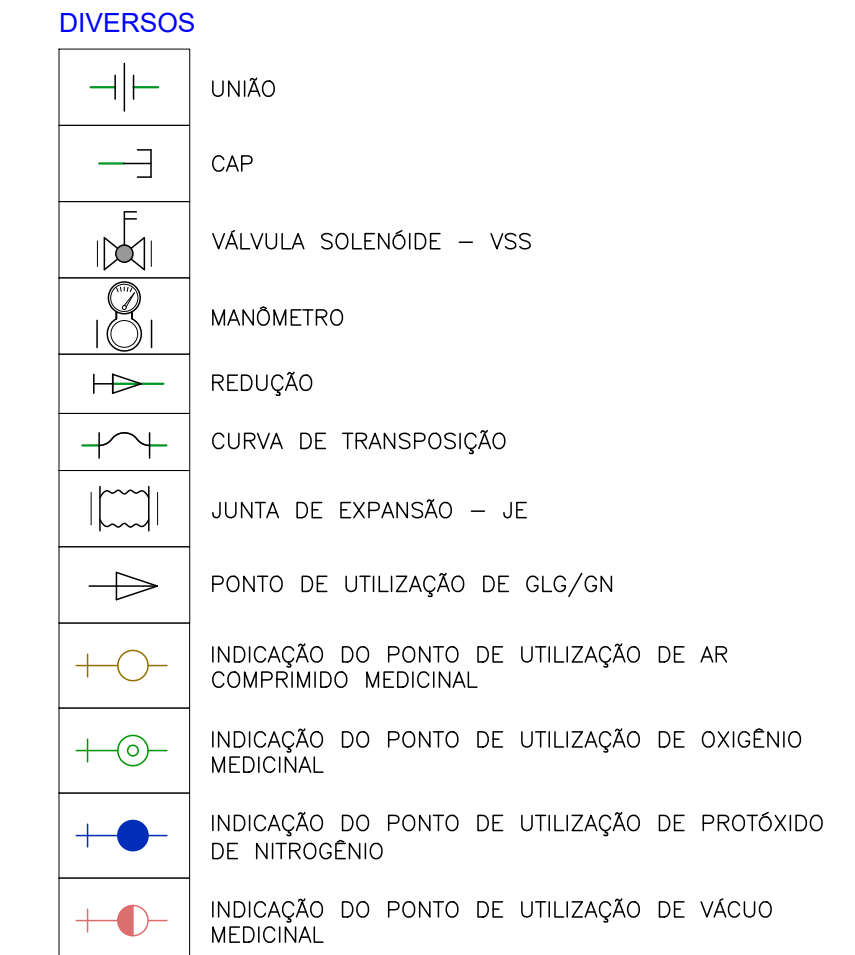 DIVERSOS
UNIÃO
CAP
VÁLVULA SOLENÓIDE – VSS
MANÔMETRO
REDUÇÃO
CURVA DE TRANSPOSIÇÃO
JUNTA DE EXPANSÃO – JE
PONTO DE UTILIZAÇÃO DE GLG/GN
INDICAÇÃO DO PONTO DE UTILIZAÇÃO DE AR
COMPRIMIDO MEDICINAL
INDICAÇÃO DO PONTO DE UTILIZAÇÃO DE OXIGÊNIO
MEDICINAL
INDICAÇÃO DO PONTO DE UTILIZAÇÃO DE PROTÓXIDO
DE NITROGÊNIO
INDICAÇÃO DO PONTO DE UTILIZAÇÃO DE VÁCUO
MEDICINAL